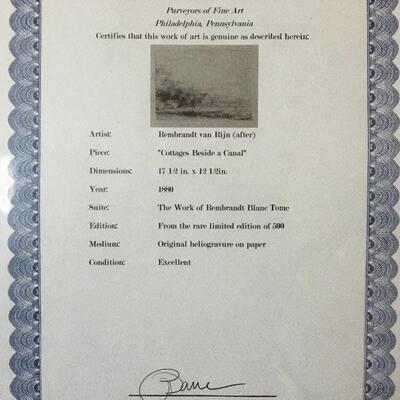 Purveyors of Fine Art
Philadelphia, Pennsylvania
Certifies that this work of art is genuine as described herein:
Artist: Rembrandt van Rijn (after)
Piece: "Cottages Beside a Canal"
Dimensions: 17 1/2 in. x 12 1/2in.
Year: 1880
Suite: The Work of Rembrandt Blanc Tome
Edition: From the rare limited edition of 500
Medium: Original heliogravure on paper
Condition: Excellent